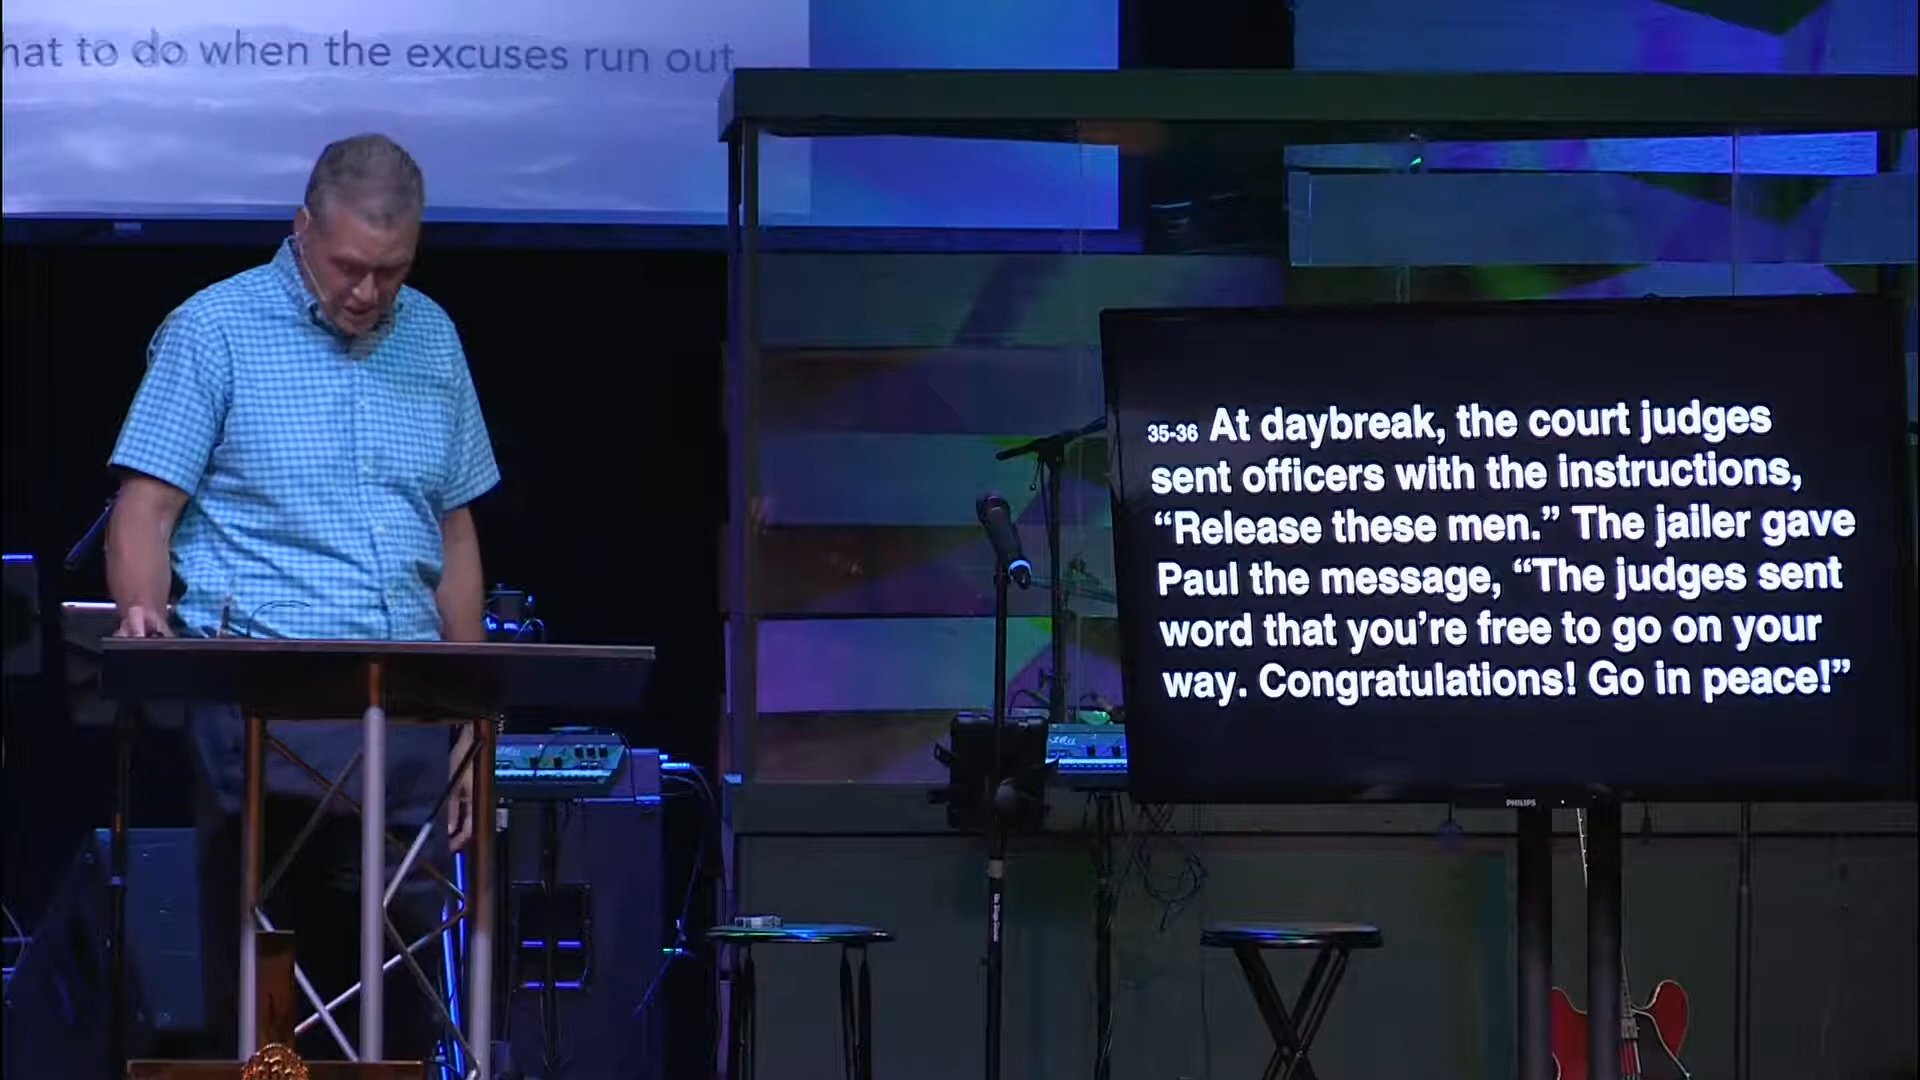 hat to do when the excuses run out
35-36 At daybreak, the court judges
sent officers with the instructions,
“Release these men.” The jailer gave
Paul the message, “The judges sent
word that you’re free to go on your
way. Congratulations! Go in peace!”
PHILIPS